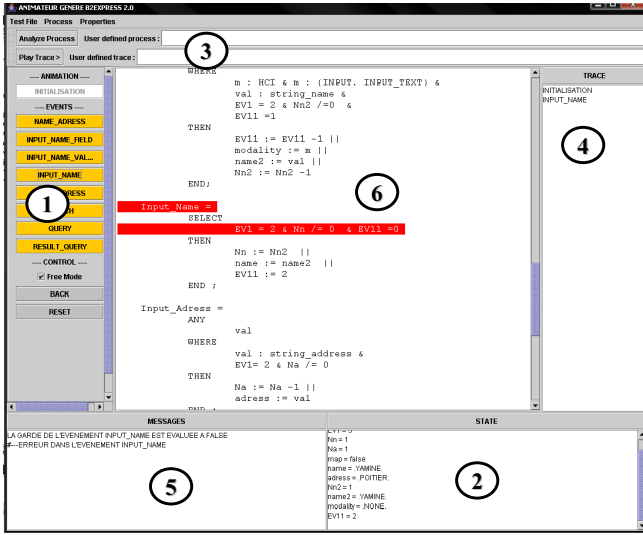 ANIMATEUR GENERE B2EXPRESS 2.0
Test File Process Properties
Analyze Process User defined process :
Play Trace > User defined trace :
3
---- ANIMATION ----
INITIALISATION
---- EVENTS ----
NAME_ADRESS
INPUT_NAME_FIELD
INPUT_NAME_VAL...
INPUT_NAME
1
QUERY
RESULT_QUERY
---- CONTROL ----
Free Mode
BACK
RESET
WHERE
m : HCI & m : (INPUT. INPUT_TEXT) &
val : string_name &
EV1 = 2 & Nn2 /=0 &
EV11 =1
THEN
EV11 := EV11 -1 ||
modality := m ||
name2 := val ||
Nn2 := Nn2 -1
END;
6
Input_Name =
SELECT
EV1 = 2 & Nn /= 0 & EV11 =0
THEN
Nn := Nn2 ||
name := name2 ||
EV11 := 2
END ;
Input_Adress =
ANY
val
WHERE
val : string_address &
EV1= 2 & Na /= 0
THEN
Na := Na -1 ||
adress := val
END ;
TRACE
INITIALISATION
INPUT_NAME
4
MESSAGES
LA GARDE DE L'EVENEMENT INPUT_NAME EST EVALUEE A FALSE
#---ERREUR DANS L'EVENEMENT INPUT_NAME
5
STATE
Nn = 1
Na = 1
map = false
name = .YAMINE.
adress = .POITIER.
Nn2 = 1
name2 = .YAMINE.
modality = .NONE.
EV11 = 2
2